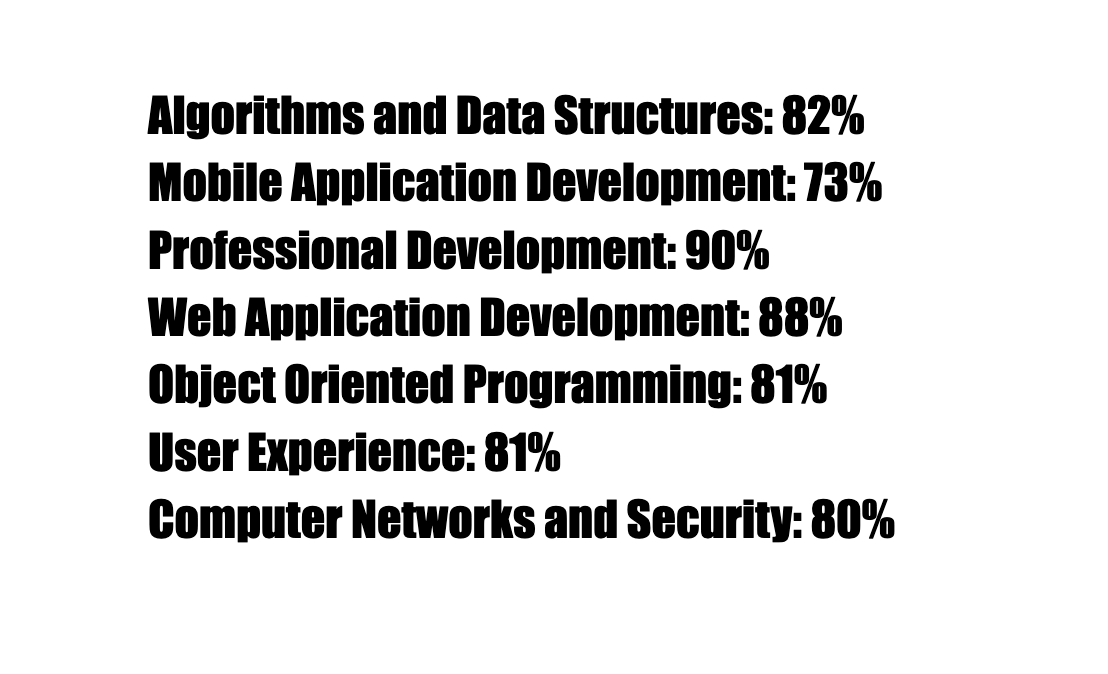 Algorithms and Data Structures: 82%
Mobile Application Development: 73%
Professional Development: 90%
Web Application Development: 88%
Object Oriented Programming: 81%
User Experience: 81%
Computer Networks and Security: 80%